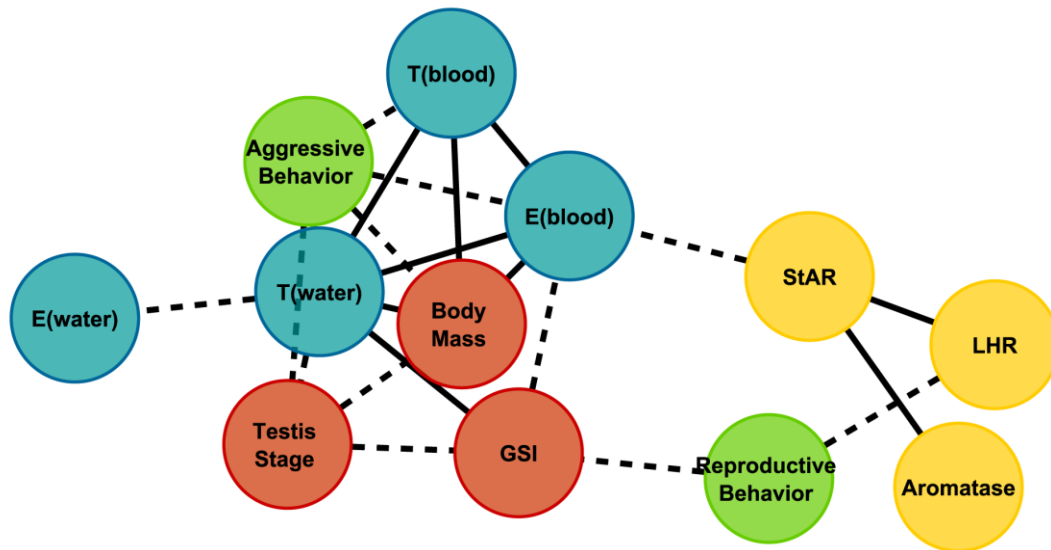 T(blood)
Aggressive
Behavior
E(blood)
StAR
T(water)
E(water)
Body
Mass
LHR
Testis
Stage
GSI
Reproductive
Behavior
Aromatase